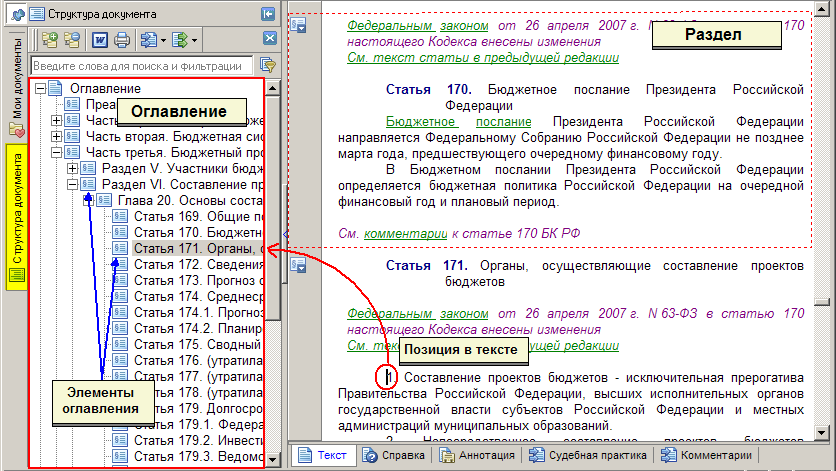 Мои документы
Структура документа
Структура документа
Введите слова для поиска и фильтрации
Оглавление
Оглавление
Часть
Часть вторая. Бюджетная сис
Часть третья. Бюджетный про
Раздел V. Участники бюдж
Раздел VI. Составление пр
Глава 20. Основы соста
Статья 169. Общие по
Статья 170. Бюджетн
Статья 171. Органы, о
Статья 172. Сведения
Статья 173. Прогноз с
Статья 174. Среднеср
Статья 174.1. Прогноз
Статья 174.2. Планир
Статья 175. Сводный
Статья 176. (утратила
Статья 177. (утратила
Статья 178. (утратила
Статья 179. Долгосро
Статья 179.1. Федера
Статья 179.2. Инвести
Статья 179.3. Ведомо
Элементы
оглавления
Раздел
Федеральным законом от 26 апреля 2007 г. N 170
настоящего Кодекса внесены изменения
См. текст статьи в предыдущей редакции
Статья 170. Бюджетное послание Президента Российской
Федерации
Бюджетное послание Президента Российской Федерации
направляется Федеральному Собранию Российской Федерации не позднее
марта года, предшествующего очередному финансовому году.
В Бюджетном послании Президента Российской Федерации
определяется бюджетная политика Российской Федерации на очередной
финансовый год и плановый период.
См. комментарии к статье 170 БК РФ
Статья 171. Органы, осуществляющие составление проектов
бюджетов
Федеральным законом от 26 апреля 2007 г. N 63-ФЗ в статью 170
настоящего Кодекса внесены изменения
См. редакции
Позиция в тексте
1 Составление проектов бюджетов - исключительная прерогатива
Правительства Российской Федерации, высших исполнительных органов
государственной власти субъектов Российской Федерации и местных
администраций муниципальных образований.
2. Непосредственное составление проектов бюджетов
Текст Справка Аннотация Судебная практика Комментарии